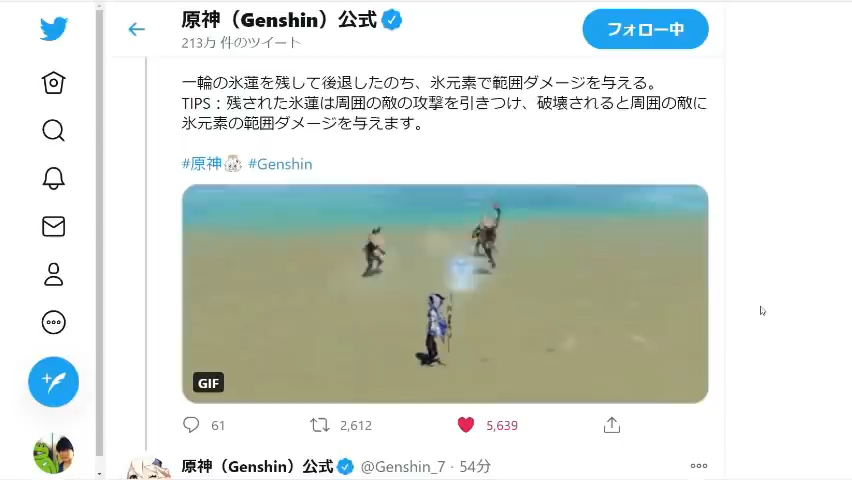 原神（Genshin）公式
213万 件のツイート
フォロー中
一輪の氷蓮を残して後退したのち、氷元素で範囲ダメージを与える。
TIPS：残された氷蓮は周囲の敵の攻撃を引きつけ、破壊されると周囲の敵に
氷元素の範囲ダメージを与えます。
#原神 #Genshin
GIF
61 2,612 5,639
原神（Genshin）公式 @Genshin_7 · 54分